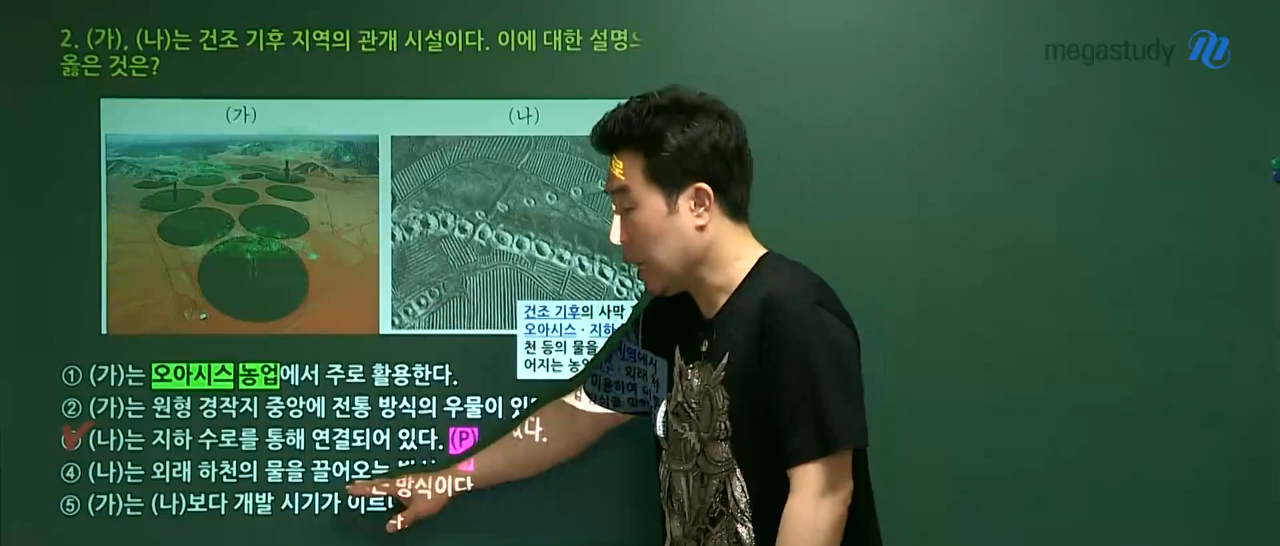 2. (가), (나)는 건조 기후 지역의 관개 시설이다. 이에 대한
옳은 것은?
megastudy
(가)
(나)
건조 기후의 사막
오아시스 · 지하
천 등의 물을
어지는
① (가)는 오아시스 농업에서 주로 활용한다.
② (가)는 원형 경작지 중앙에 전통 방식의 우물이
(나)는 지하 수로를 통해 연결되어 있다. (P)
④ (나)는 외래 하천의 물을 끌어오는 방식이다
⑤ (가)는 (나)보다 개발 시기가